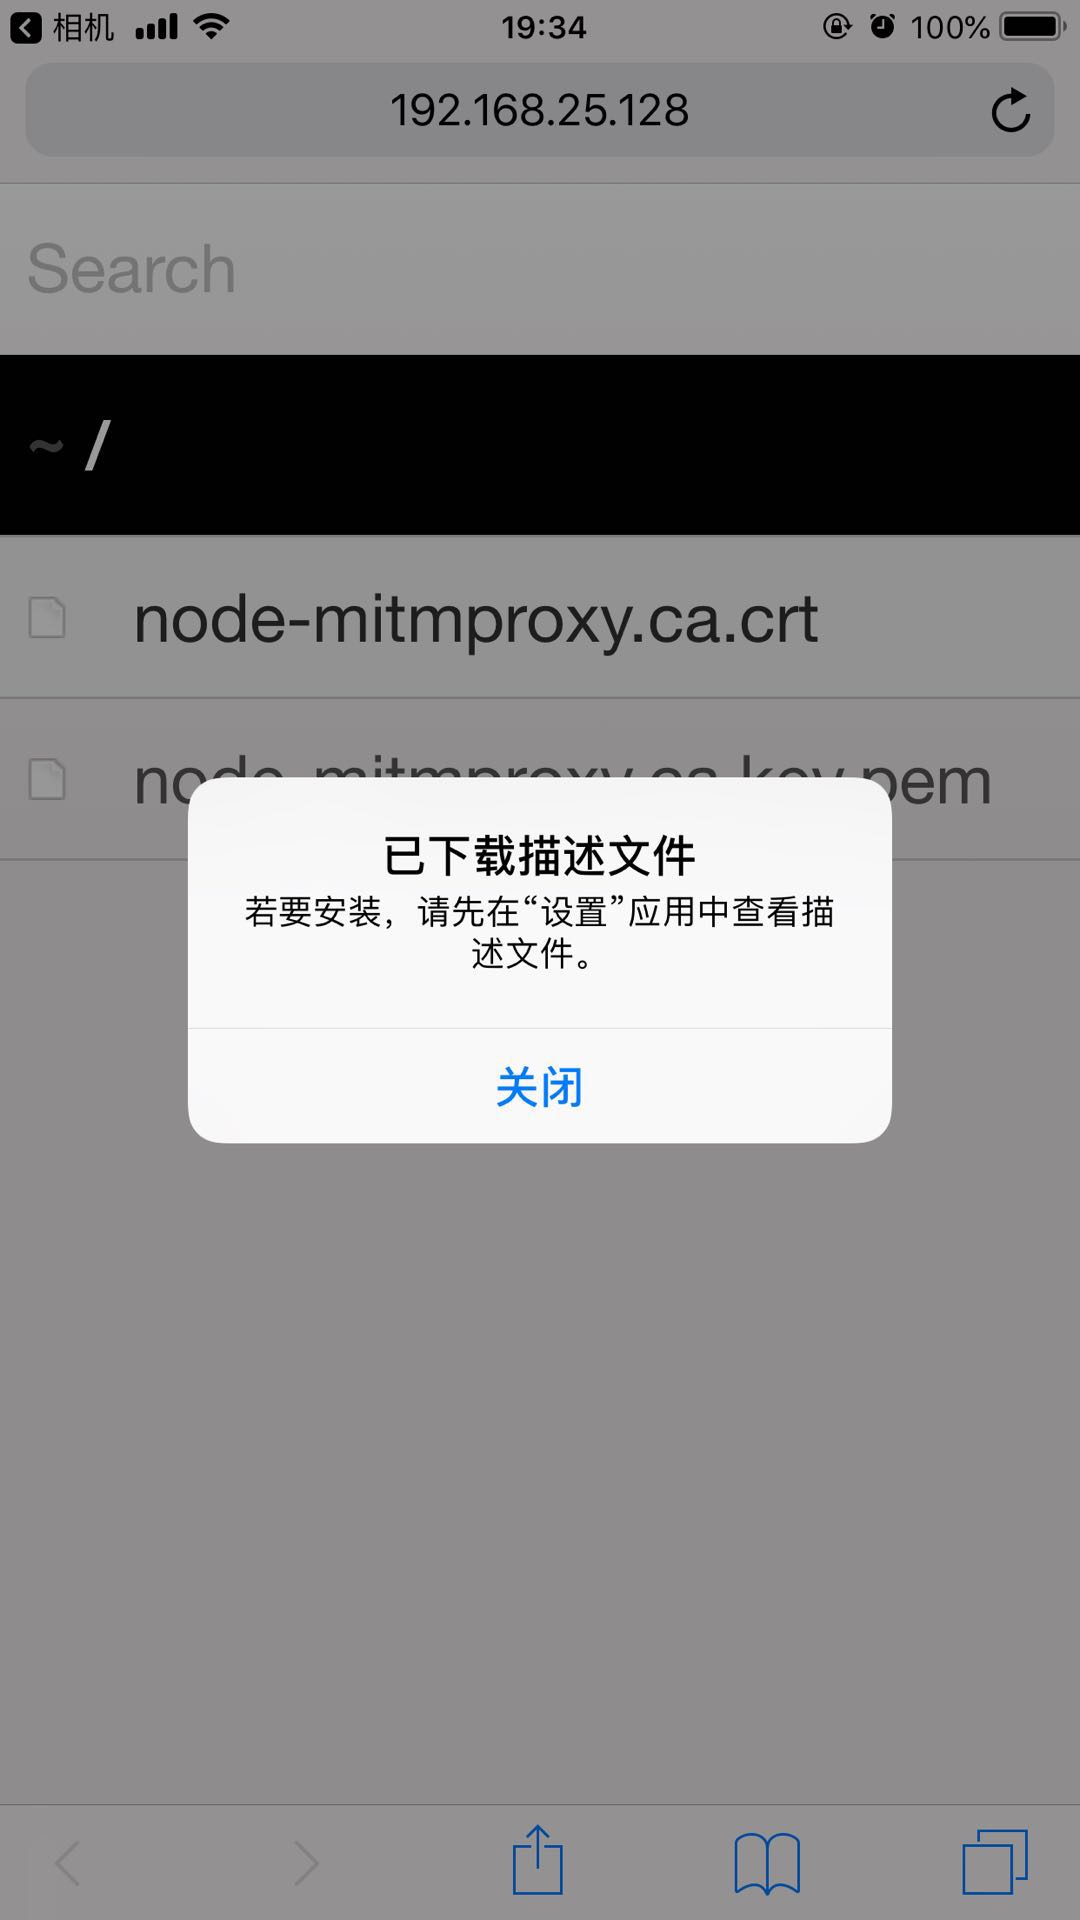 相机 19:34 100%
192.168.25.128
Search
~ /
node-mitmproxy.ca.crt
node-mitmproxy.ca.key.pem
已下载描述文件
若要安装，请先在“设置”应用中查看描
述文件。
关闭